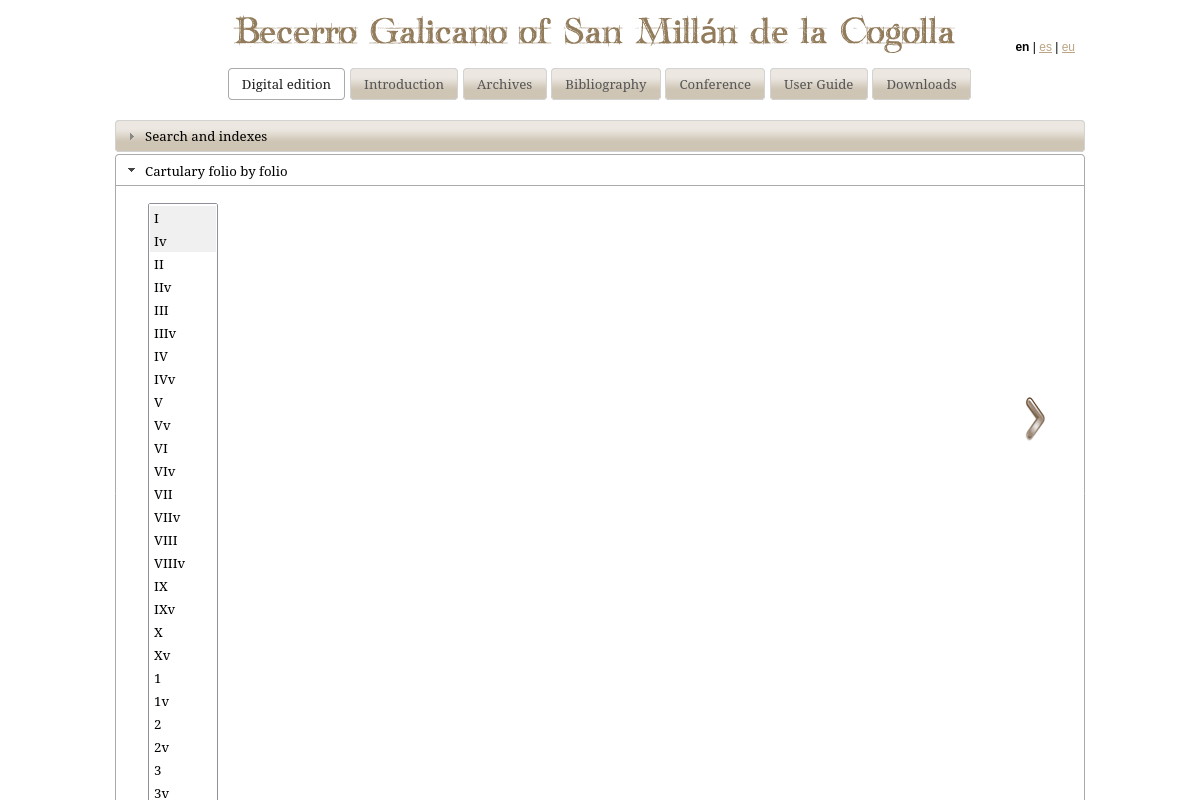 Becerro Galicano of San Millán de la Cogolla
en | es | eu
Digital edition Introduction Archives Bibliography Conference User Guide Downloads
Search and indexes
Cartulary folio by folio
I
Iv
II
IIv
III
IIIv
IV
IVv
V
Vv
VI
VIv
VII
VIIv
VIII
VIIIv
IX
IXv
X
Xv
1
1v
2
2v
3
3v